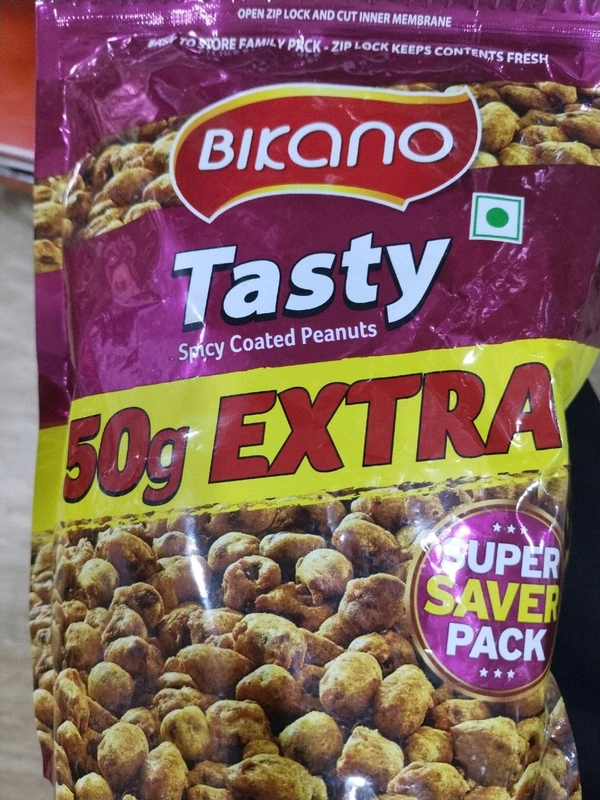 OPEN ZIP LOCK AND CUT INNER MEMBRANE
EASY TO STORE FAMILY PACK - ZIP LOCK KEEPS CONTENTS FRESH
BIKANO
Tasty
Spicy Coated Peanuts
50g EXTRA
SUPER
SAVER
PACK